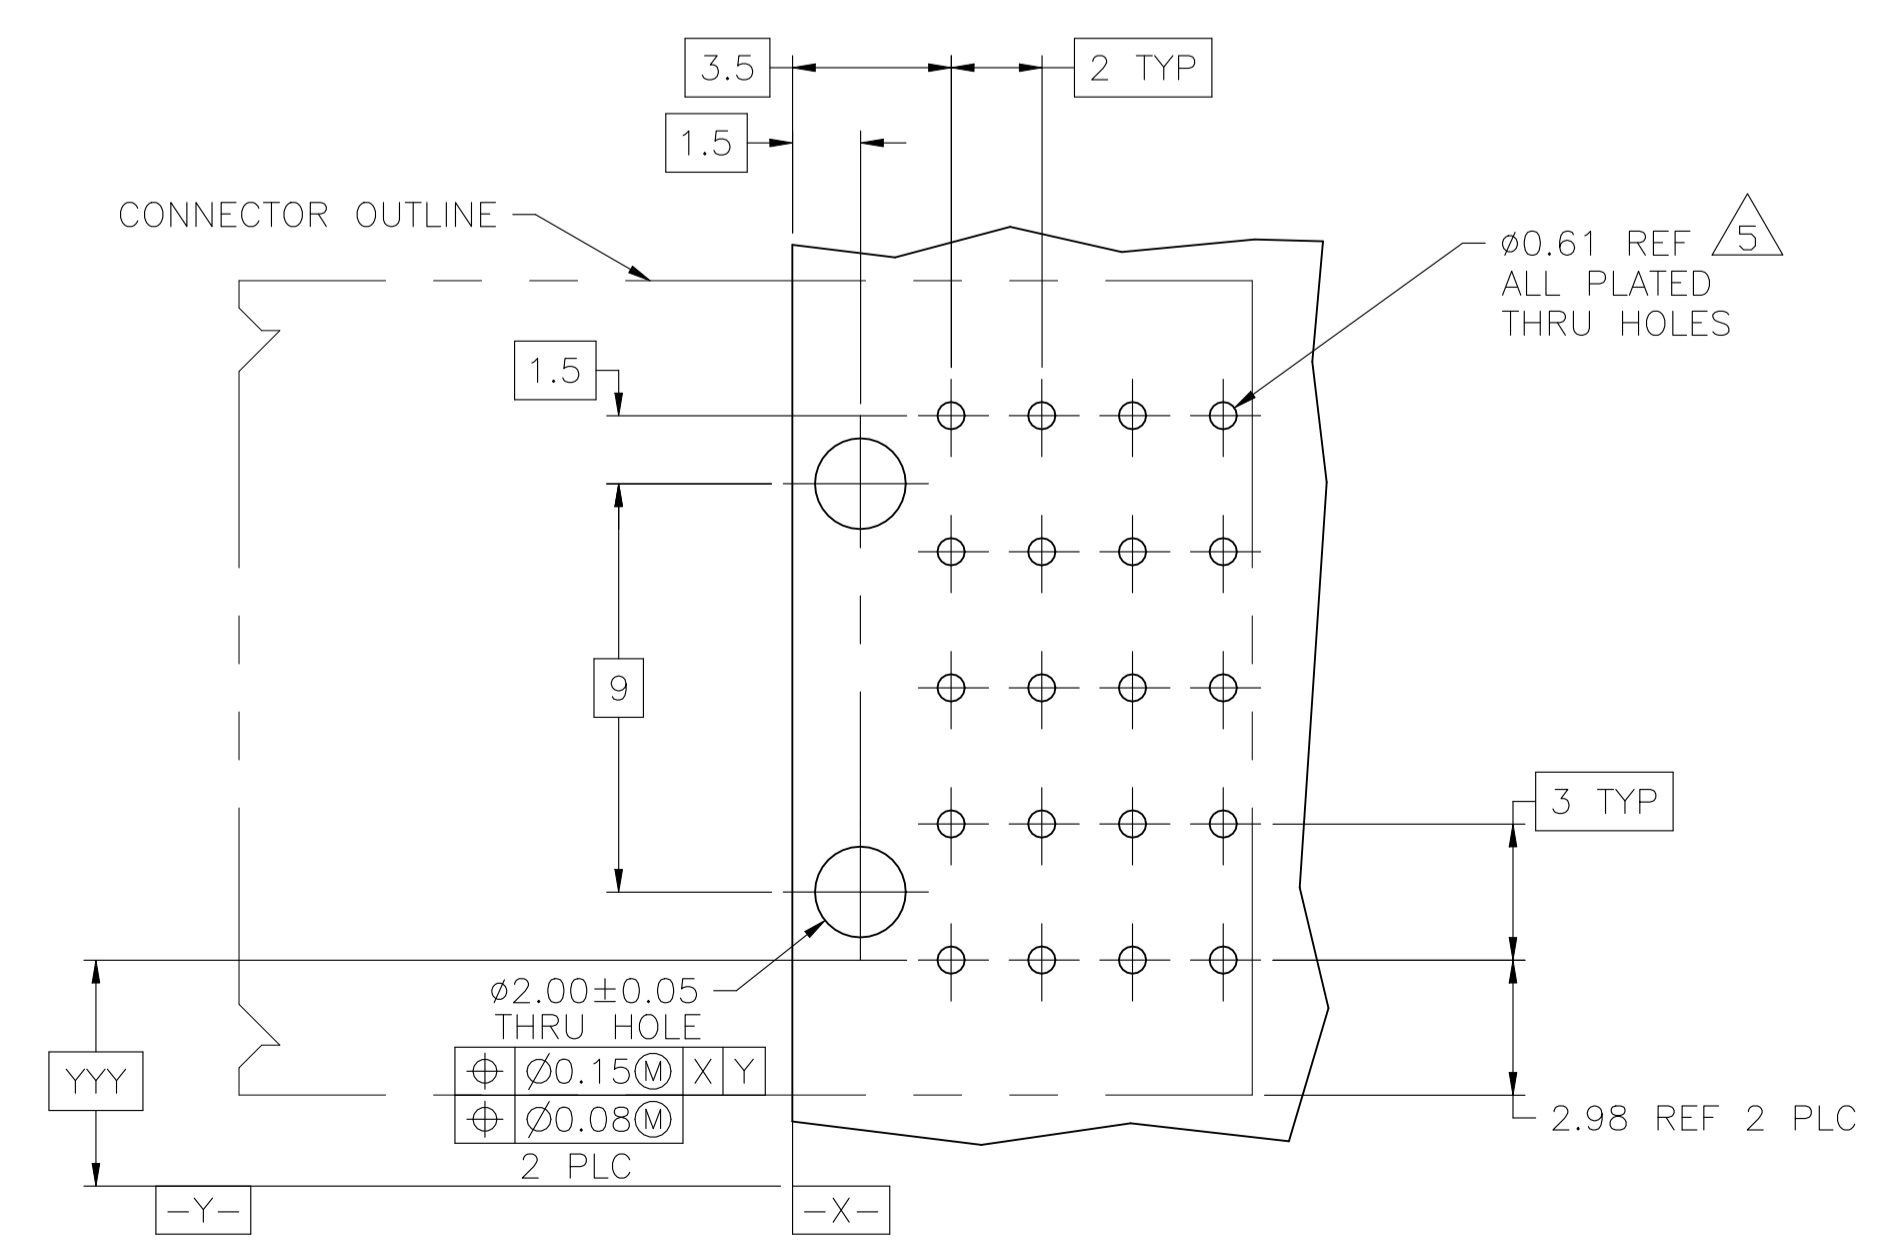 3.5
2 TYP
1.5
CONNECTOR OUTLINE
ø0.61 REF 5
ALL PLATED
THRU HOLES
1.5
9
3 TYP
ø2.00±0.05
THRU HOLE
⌖ Ø0.15Ⓜ X Y
⌖ Ø0.08Ⓜ
2 PLC
YYY
2.98 REF 2 PLC
-Y-
-X-